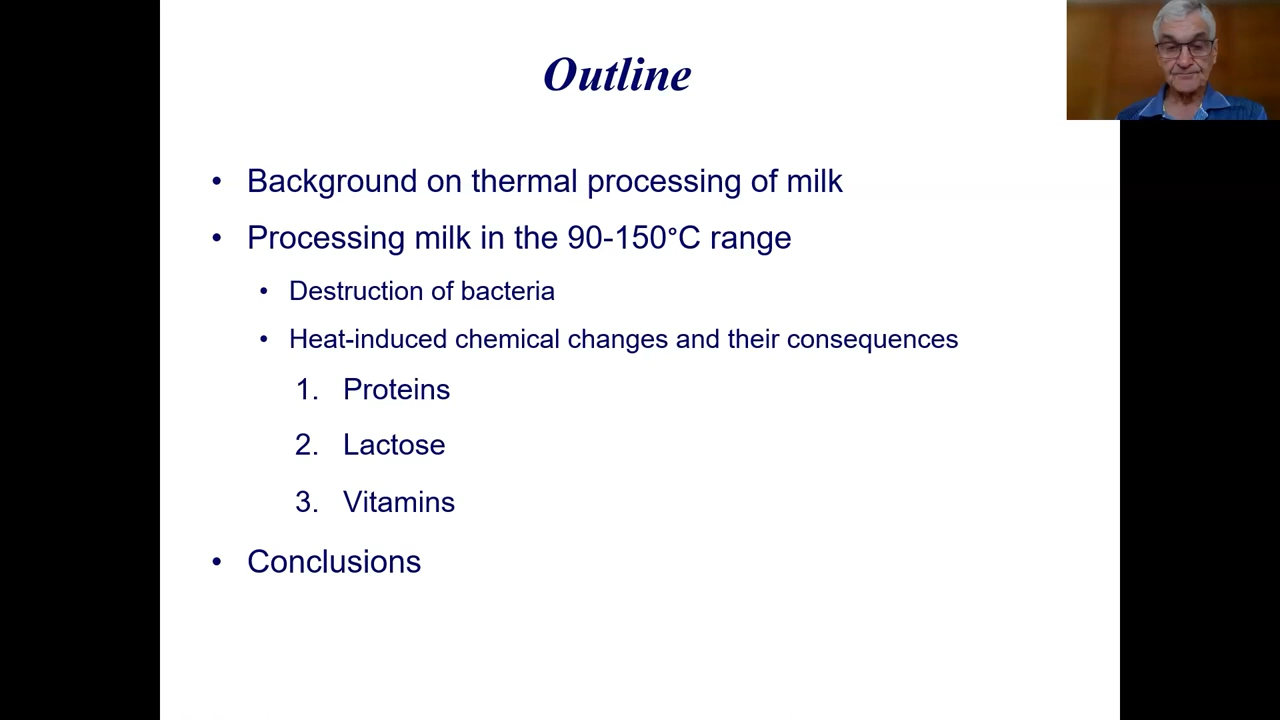 Outline
• Background on thermal processing of milk
• Processing milk in the 90-150°C range
• Destruction of bacteria
• Heat-induced chemical changes and their consequences
1. Proteins
2. Lactose
3. Vitamins
• Conclusions